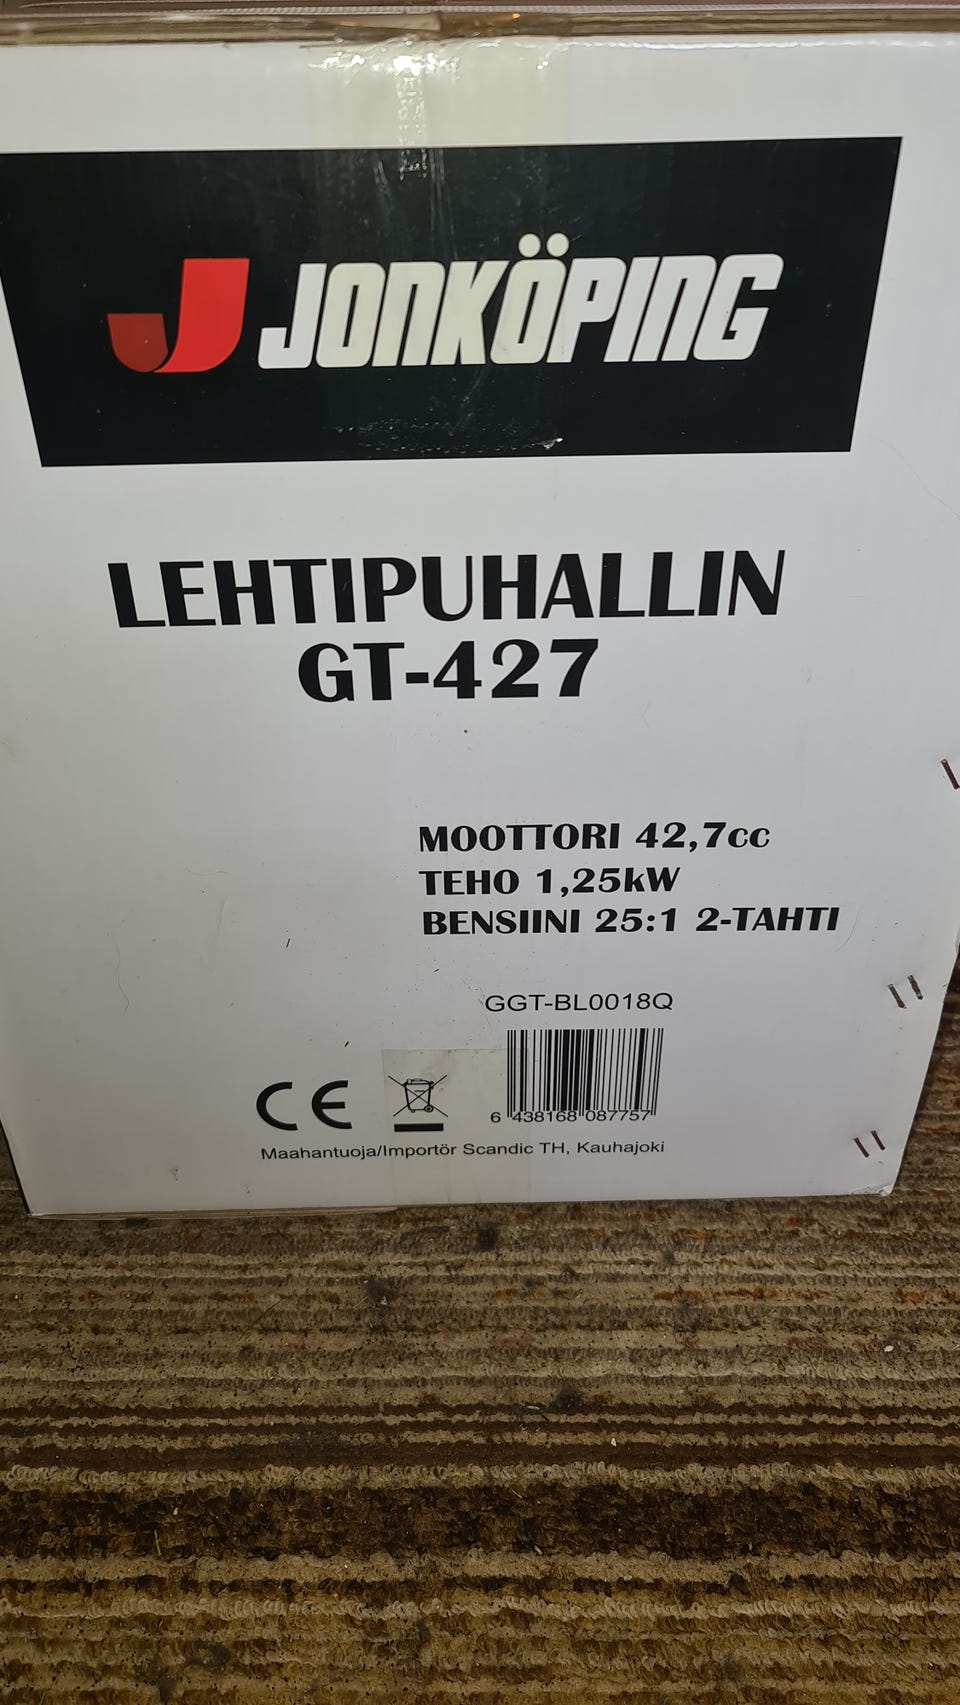 JONKÖPING
LEHTIPUHALLIN
GT-427
MOOTTORI 42,7cc
TEHO 1,25kW
BENSIINI 25:1 2-TAHTI
GGT-BL0018Q
CE
6 438168 087757
Maahantuoja/Importör Scandic TH, Kauhajoki